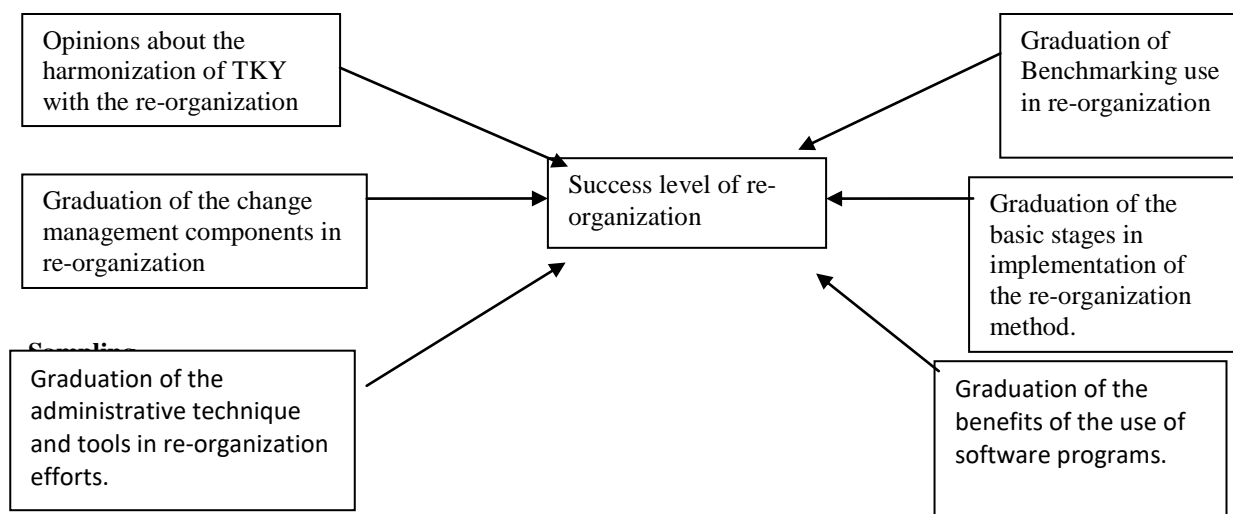 Opinions about the
harmonization of TKY
with the re-organization
Graduation of
Benchmarking use
in re-organization
Success level of re-
organization
Graduation of the change
management components in
re-organization
Graduation of the
basic stages in
implementation of
the re-organization
method.
Sampling
Graduation of the
administrative technique
and tools in re-organization
efforts.
Graduation of the
benefits of the use of
software programs.